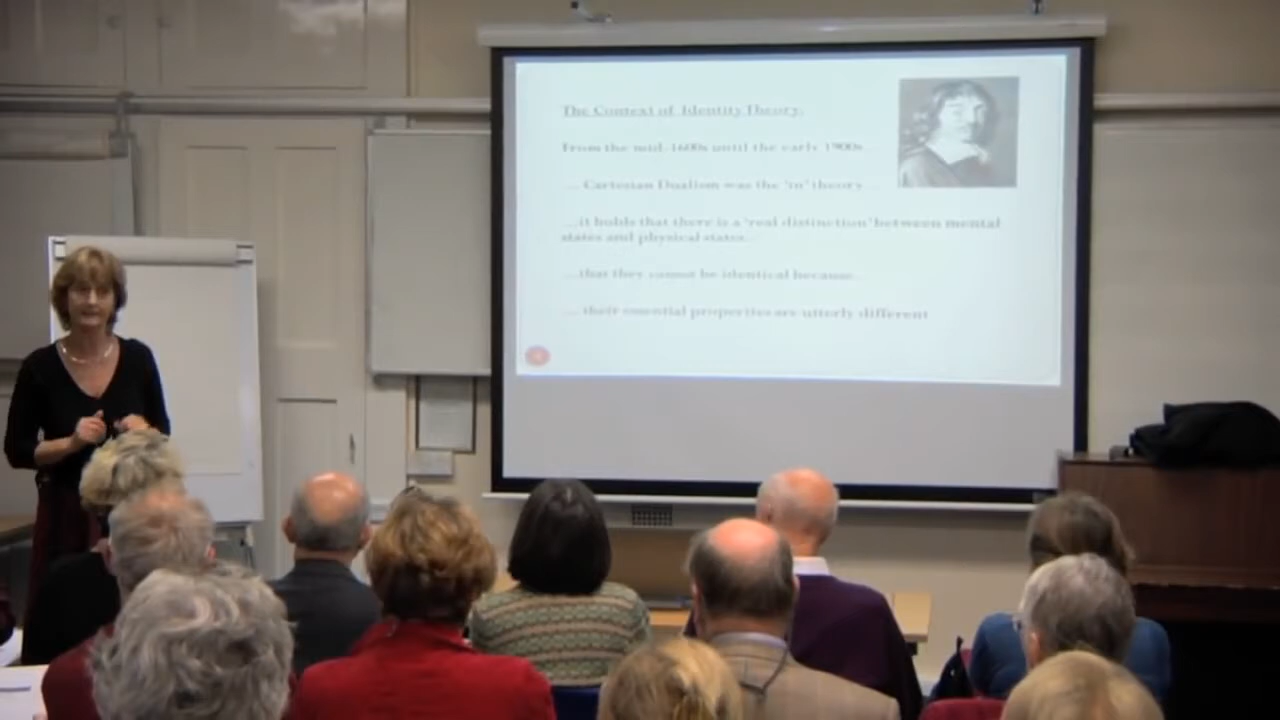 The Context of Identity Theory:
From the mid-1600s until the early 1900s...
.... Cartesian Dualism was the 'in' theory....
...it holds that there is a 'real distinction' between mental
states and physical states...
...that they cannot be identical because...
.... their essential properties are utterly different